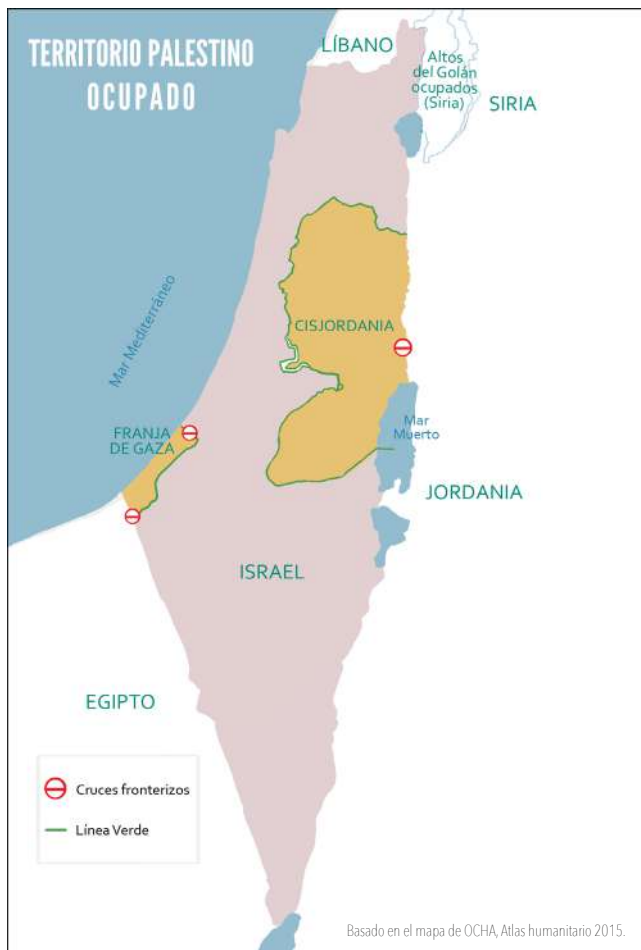 TERRITORIO PALESTINO
OCUPADO
LÍBANO
Altos
del Golán
ocupados
(Siria)
SIRIA
Mar Mediterráneo
CISJORDANIA
FRANJA
DE GAZA
Mar
Muerto
JORDANIA
ISRAEL
EGIPTO
Cruces fronterizos
Línea Verde
Basado en el mapa de OCHA, Atlas humanitario 2015.